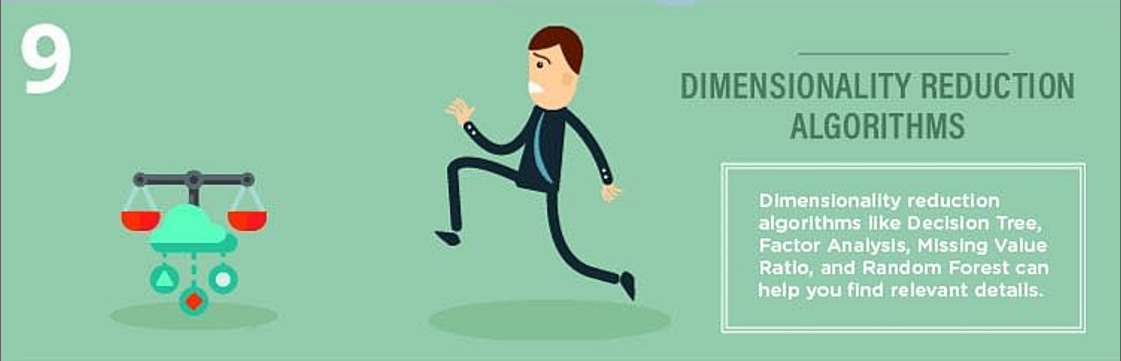 9
DIMENSIONALITY REDUCTION
ALGORITHMS
Dimensionality reduction
algorithms like Decision Tree,
Factor Analysis, Missing Value
Ratio, and Random Forest can
help you find relevant details.